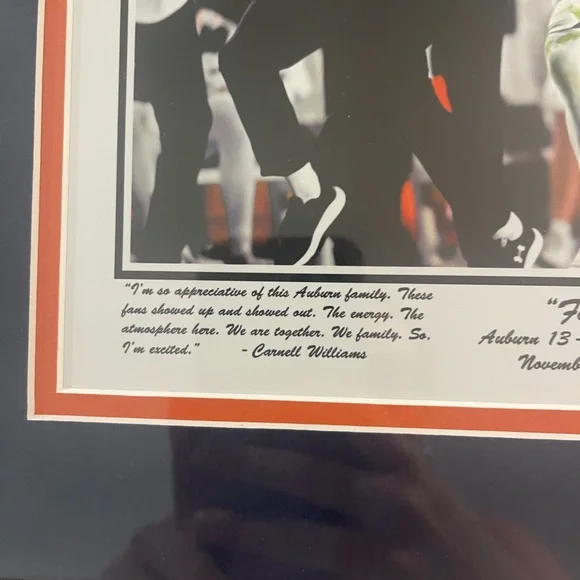 "I'm so appreciative of this Auburn family. These
fans showed up and showed out. The energy. The
atmosphere here. We are together. We family. So,
I'm excited." - Carnell Williams
Auburn 13 -